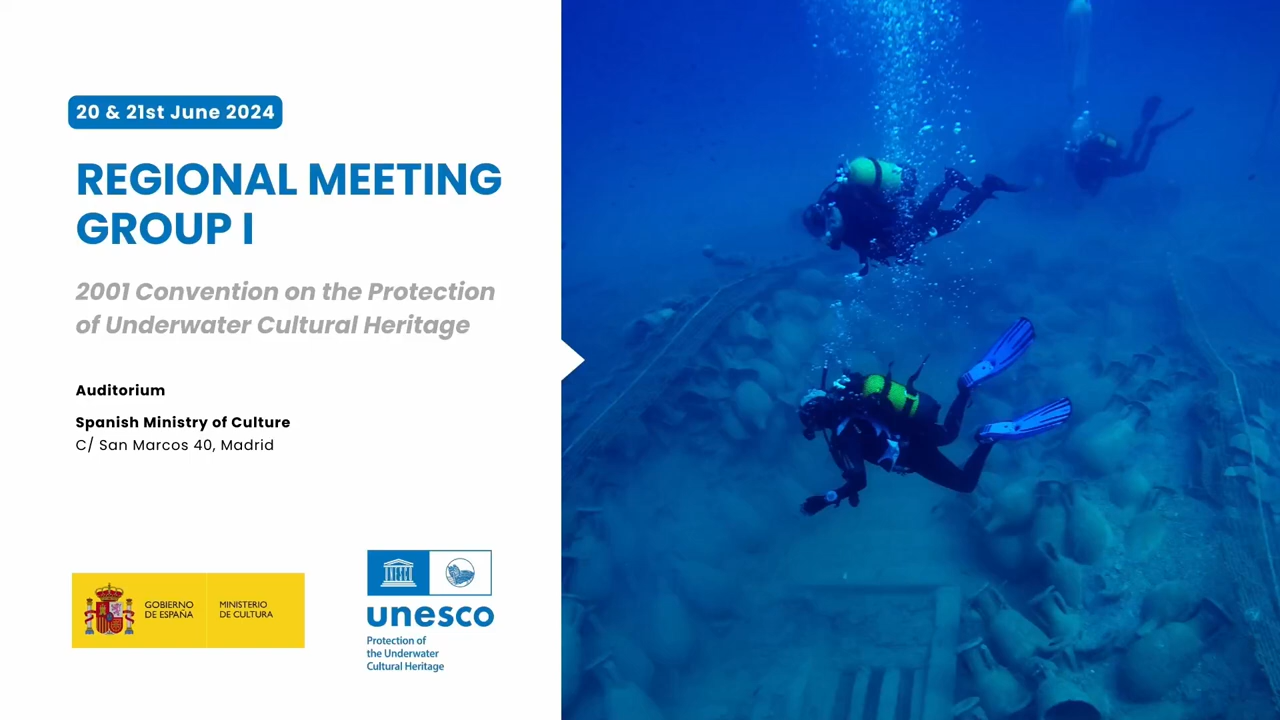 20 & 21st June 2024
REGIONAL MEETING
GROUP I
2001 Convention on the Protection
of Underwater Cultural Heritage
Auditorium
Spanish Ministry of Culture
C/ San Marcos 40, Madrid
GOBIERNO
DE ESPAÑA
MINISTERIO
DE CULTURA
unesco
Protection of
the Underwater
Cultural Heritage